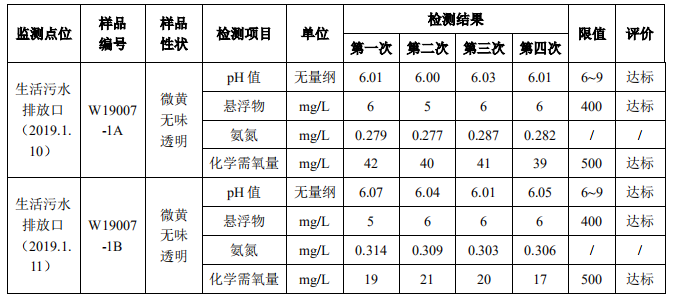 监测点位 样品编号 样品性状 检测项目 单位 检测结果 限值 评价
第一次 第二次 第三次 第四次
生活污水排放口（2019.1.10） W19007-1A 微黄无味透明 pH 值 无量纲 6.01 6.00 6.03 6.01 6~9 达标
悬浮物 mg/L 6 5 6 6 400 达标
氨氮 mg/L 0.279 0.277 0.287 0.282 / /
化学需氧量 mg/L 42 40 41 39 500 达标
生活污水排放口（2019.1.11） W19007-1B 微黄无味透明 pH 值 无量纲 6.07 6.04 6.01 6.05 6~9 达标
悬浮物 mg/L 5 6 6 6 400 达标
氨氮 mg/L 0.314 0.309 0.303 0.306 / /
化学需氧量 mg/L 19 21 20 17 500 达标